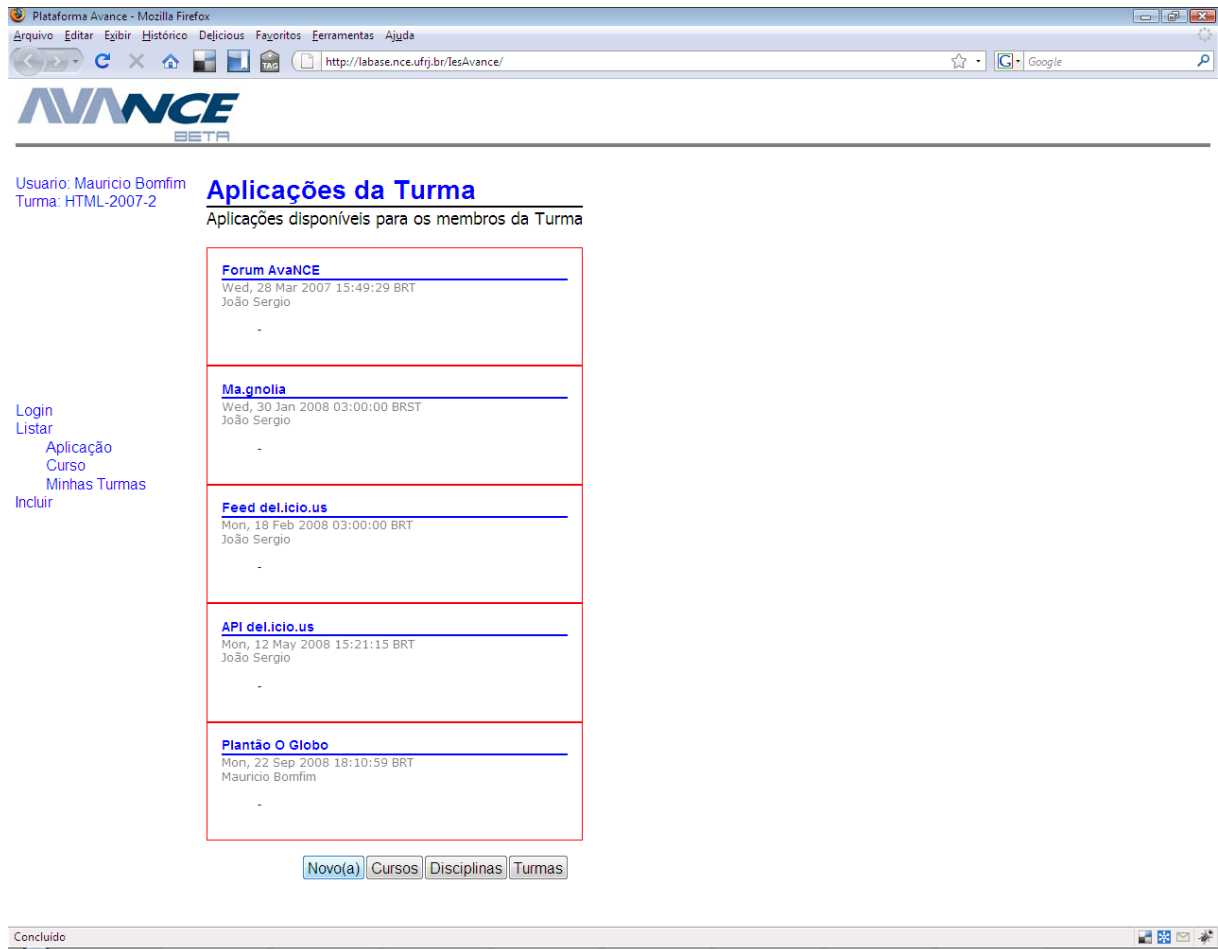 Plataforma Avance - Mozilla Firefox
Arquivo Editar Exibir Histórico Delicious Favoritos Ferramentas Ajuda
TAG http://labase.nce.ufrj.br/IesAvance/ G Google
AVANCE
BETA
Usuario: Mauricio Bomfim
Turma: HTML-2007-2
Aplicações da Turma
Aplicações disponíveis para os membros da Turma
Forum AvaNCE
Wed, 28 Mar 2007 15:49:29 BRT
João Sergio
-
Ma.gnolia
Wed, 30 Jan 2008 03:00:00 BRST
João Sergio
-
Login
Listar
Aplicação
Curso
Minhas Turmas
Incluir
Feed del.icio.us
Mon, 18 Feb 2008 03:00:00 BRT
João Sergio
-
API del.icio.us
Mon, 12 May 2008 15:21:15 BRT
João Sergio
-
Plantão O Globo
Mon, 22 Sep 2008 18:10:59 BRT
Mauricio Bomfim
-
Novo(a) Cursos Disciplinas Turmas
Concluído